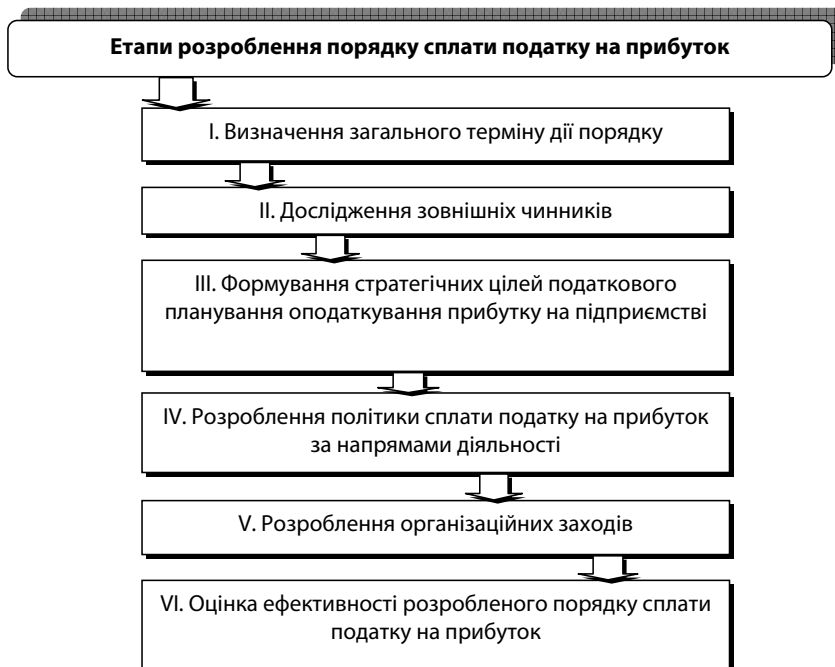 Етапи розроблення порядку сплати податку на прибуток
I. Визначення загального терміну дії порядку
II. Дослідження зовнішніх чинників
III. Формування стратегічних цілей податкового
планування оподаткування прибутку на підприємстві
IV. Розроблення політики сплати податку на прибуток
за напрямами діяльності
V. Розроблення організаційних заходів
VI. Оцінка ефективності розробленого порядку сплати
податку на прибуток